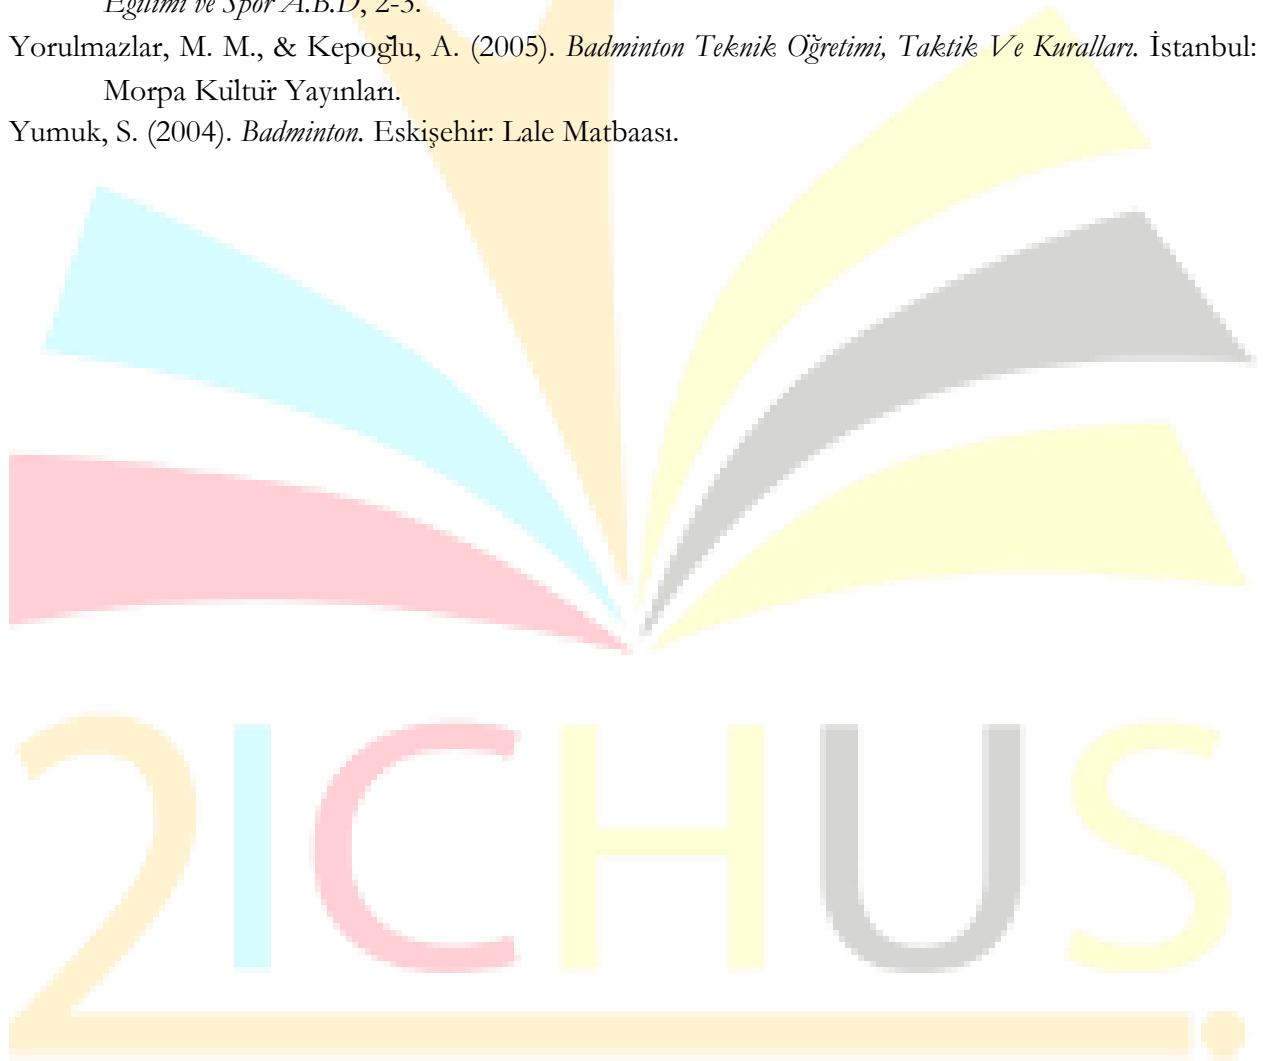 Eğitimi ve Spor A.B.D, 2-3.
Yorulmazlar, M. M., & Kepoğlu, A. (2005). Badminton Teknik Öğretimi, Taktik Ve Kuralları. İstanbul:
Morpa Kültür Yayınları.
Yumuk, S. (2004). Badminton. Eskişehir: Lale Matbaası.
2ICHUS